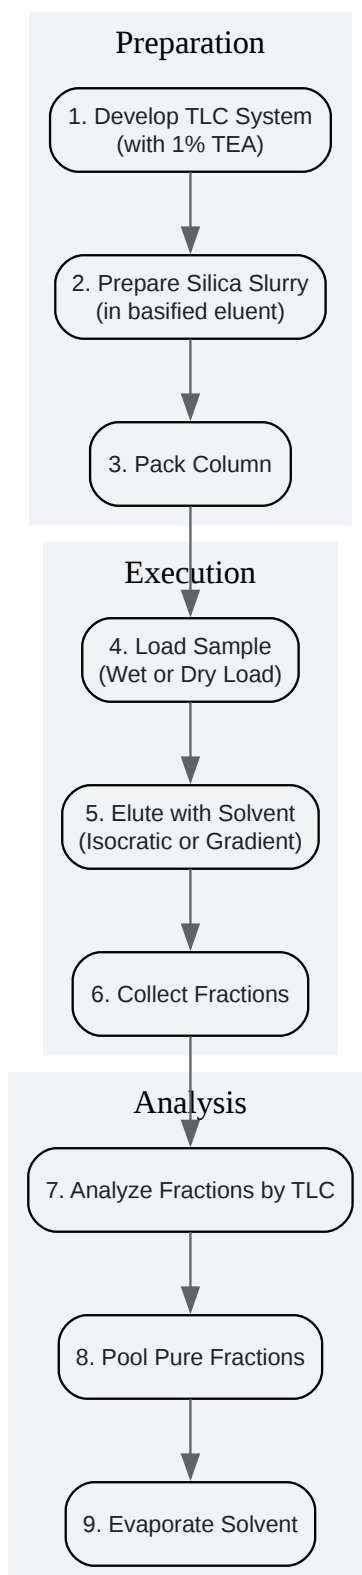 Preparation
1. Develop TLC System
(with 1% TEA)
2. Prepare Silica Slurry
(in basified eluent)
3. Pack Column
Execution
4. Load Sample
(Wet or Dry Load)
5. Elute with Solvent
(Isocratic or Gradient)
6. Collect Fractions
Analysis
7. Analyze Fractions by TLC
8. Pool Pure Fractions
9. Evaporate Solvent